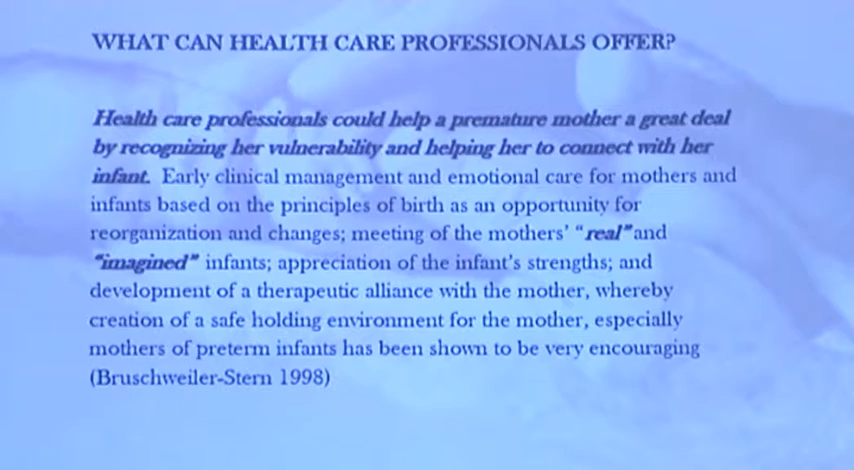 WHAT CAN HEALTH CARE PROFESSIONALS OFFER?
Health care professionals could help a premature mother a great deal
by recognizing her vulnerability and helping her to connect with her
infant. Early clinical management and emotional care for mothers and
infants based on the principles of birth as an opportunity for
reorganization and changes; meeting of the mothers' "real" and
"imagined" infants; appreciation of the infant's strengths; and
development of a therapeutic alliance with the mother, whereby
creation of a safe holding environment for the mother, especially
mothers of preterm infants has been shown to be very encouraging
(Bruschweiler-Stern 1998)